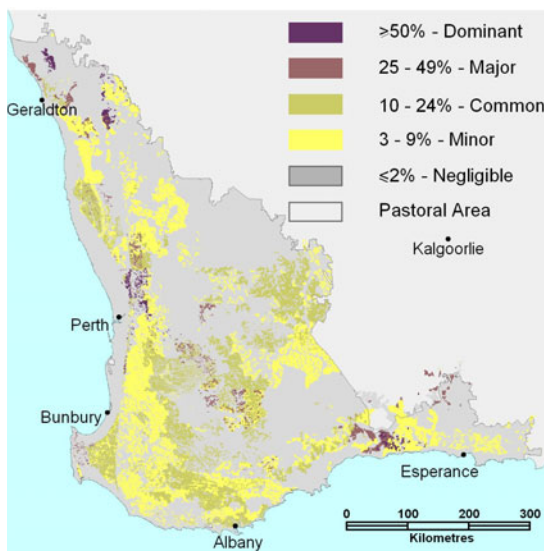 ≥50% - Dominant
25 - 49% - Major
10 - 24% - Common
3 - 9% - Minor
≤2% - Negligible
Pastoral Area
Kalgoorlie
Geraldton
Perth
Bunbury
Esperance
Albany
0 100 200 300
Kilometres